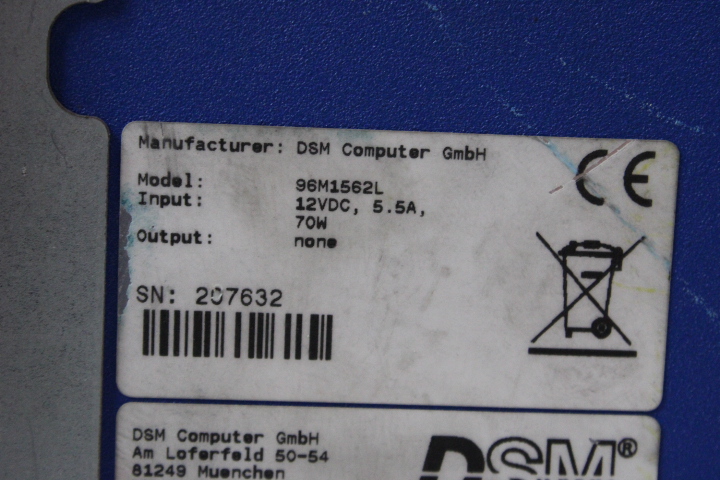 Manufacturer: DSM Computer GmbH
Model: 96M1562L
Input: 12VDC, 5.5A,
70W
Output: none
CE
SN: 207632
DSM Computer GmbH
Am Loferfeld 50-54
81249 Muenchen
DSM®